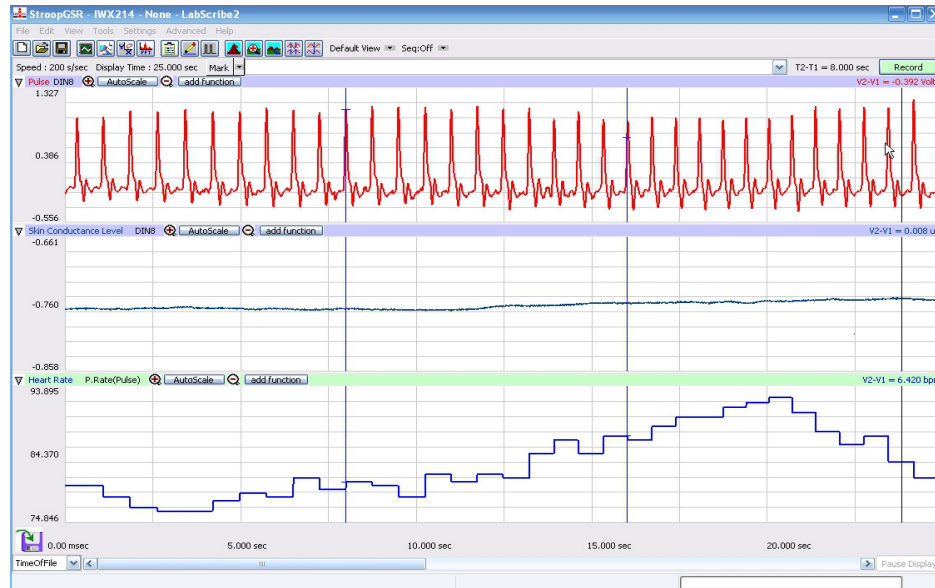 StroopGSR - IWX214 - None - LabScribe2
File Edit View Tools Settings Advanced Help
Default View Seq:Off
Speed : 200 s/sec Display Time : 25.000 sec Mark T2-T1 = 8.000 sec Record
Pulse DIN8 AutoScale add function V2-V1 = -0.392 Volt
1.327
0.386
-0.556
Skin Conductance Level DIN8 AutoScale add function V2-V1 = 0.008 u
-0.661
-0.760
-0.858
Heart Rate P.Rate(Pulse) AutoScale add function V2-V1 = 6.420 bpm
93.895
84.370
74.846
0.00 msec 5.000 sec 10.000 sec 15.000 sec 20.000 sec
TimeOfFile Pause Display